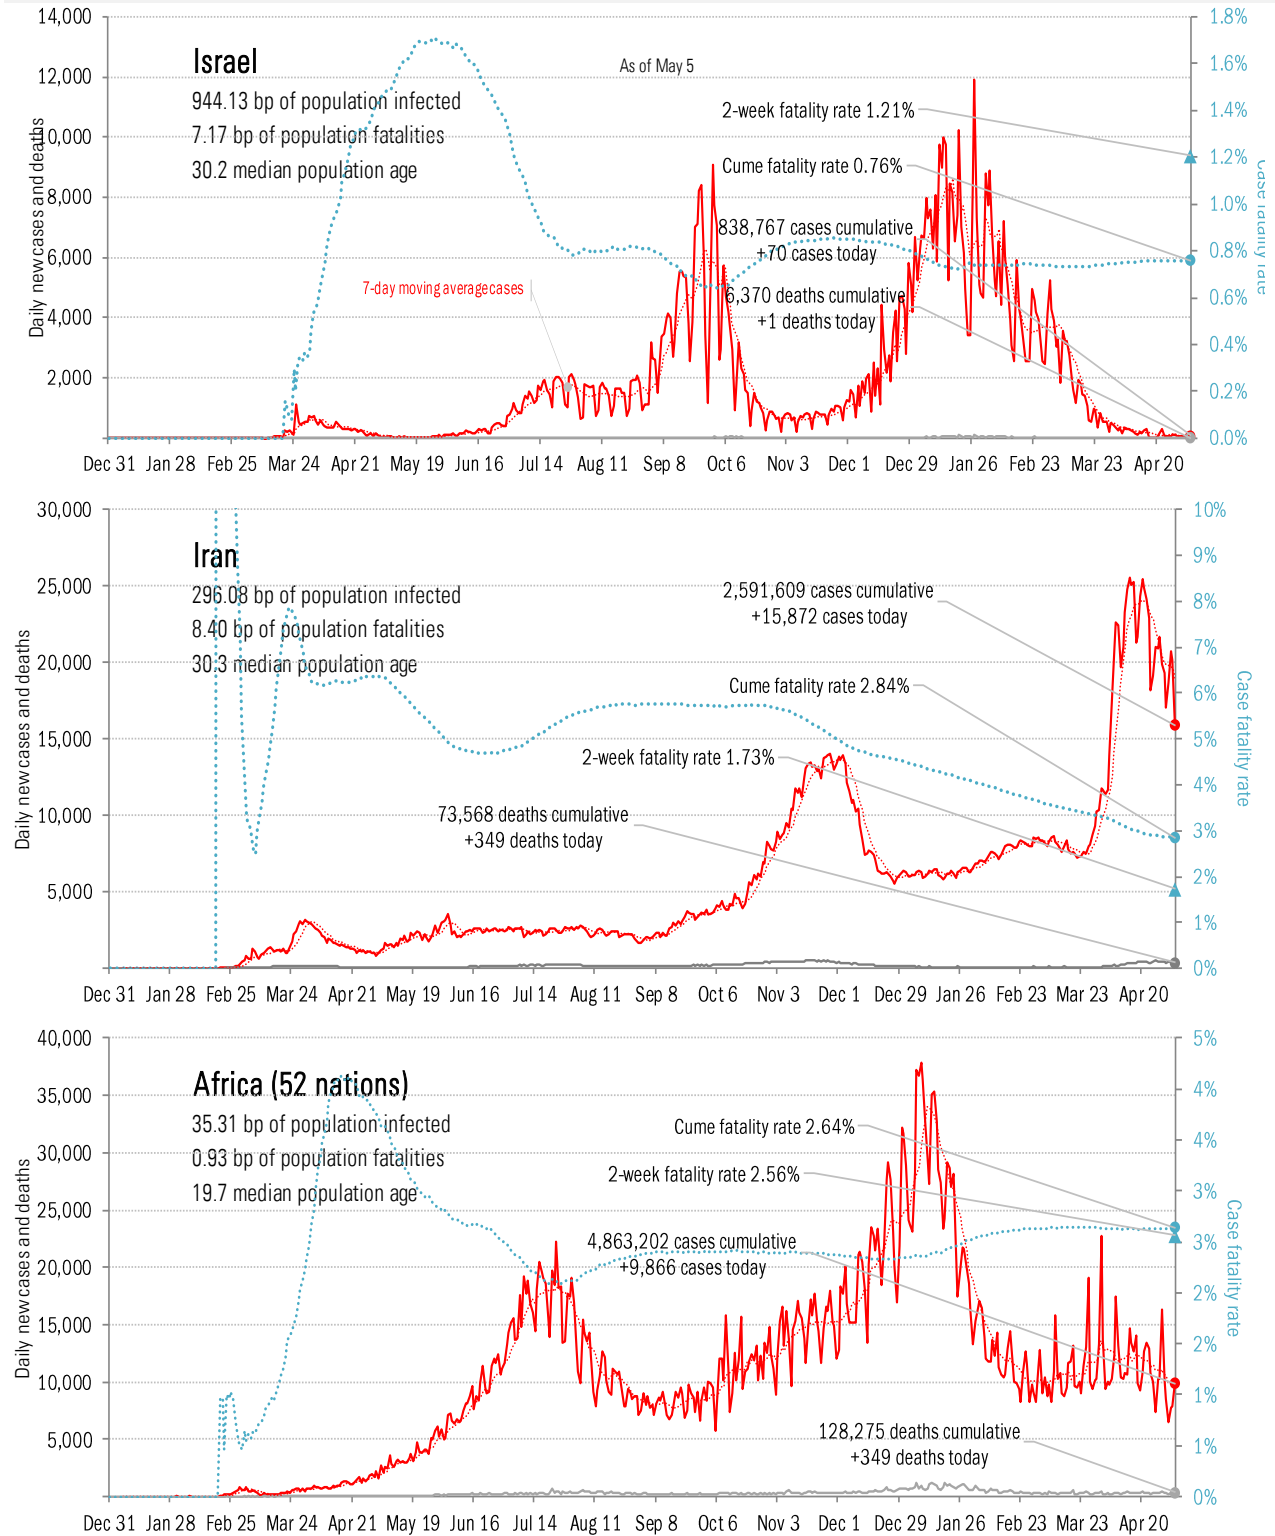 14,000
12,000
10,000
8,000
6,000
4,000
2,000
Daily new cases and deaths
1.8%
1.6%
1.4%
1.2%
1.0%
0.8%
0.6%
0.4%
0.2%
0.0%
Case fatality rate
Israel
944.13 bp of population infected
7.17 bp of population fatalities
30.2 median population age
As of May 5
2-week fatality rate 1.21%
Cume fatality rate 0.76%
838,767 cases cumulative
+70 cases today
7-day moving average cases
6,370 deaths cumulative
+1 deaths today
Dec 31 Jan 28 Feb 25 Mar 24 Apr 21 May 19 Jun 16 Jul 14 Aug 11 Sep 8 Oct 6 Nov 3 Dec 1 Dec 29 Jan 26 Feb 23 Mar 23 Apr 20
30,000
25,000
20,000
15,000
10,000
5,000
Daily new cases and deaths
10%
9%
8%
7%
6%
5%
4%
3%
2%
1%
0%
Case fatality rate
Iran
296.08 bp of population infected
8.40 bp of population fatalities
30.3 median population age
2,591,609 cases cumulative
+15,872 cases today
Cume fatality rate 2.84%
2-week fatality rate 1.73%
73,568 deaths cumulative
+349 deaths today
Dec 31 Jan 28 Feb 25 Mar 24 Apr 21 May 19 Jun 16 Jul 14 Aug 11 Sep 8 Oct 6 Nov 3 Dec 1 Dec 29 Jan 26 Feb 23 Mar 23 Apr 20
40,000
35,000
30,000
25,000
20,000
15,000
10,000
5,000
Daily new cases and deaths
5%
4%
4%
3%
3%
2%
2%
1%
1%
0%
Case fatality rate
Africa (52 nations)
35.31 bp of population infected
0.93 bp of population fatalities
19.7 median population age
Cume fatality rate 2.64%
2-week fatality rate 2.56%
4,863,202 cases cumulative
+9,866 cases today
128,275 deaths cumulative
+349 deaths today
Dec 31 Jan 28 Feb 25 Mar 24 Apr 21 May 19 Jun 16 Jul 14 Aug 11 Sep 8 Oct 6 Nov 3 Dec 1 Dec 29 Jan 26 Feb 23 Mar 23 Apr 20